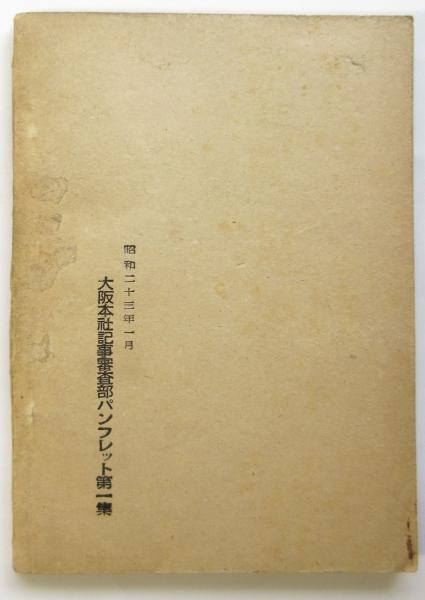 昭和二十三年一月
大阪本社記事審査部パンフレット第一集